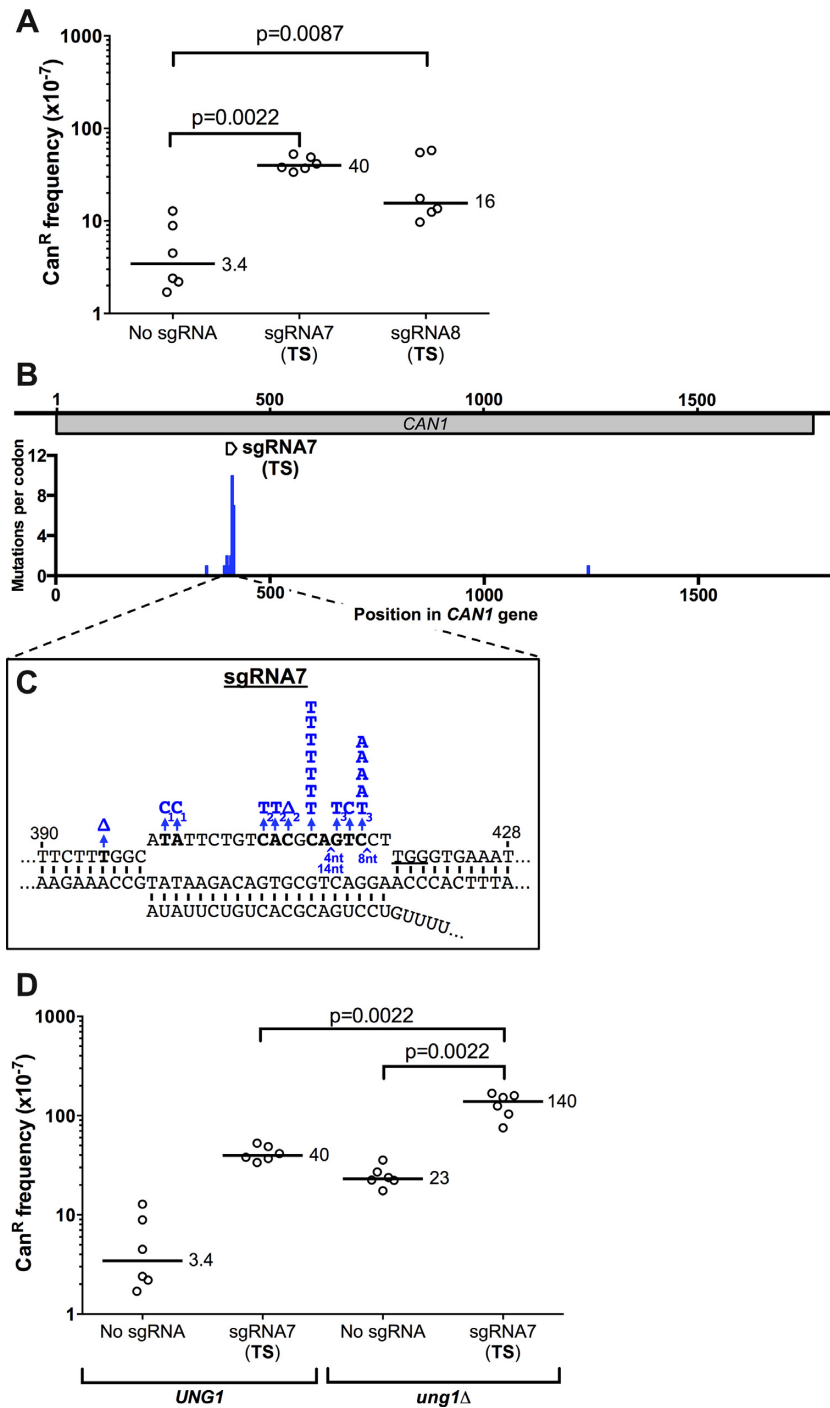 A
Can^R frequency (x10^-7)
1000
100
10
1
p=0.0087
p=0.0022
3.4
40
16
No sgRNA
sgRNA7
(TS)
sgRNA8
(TS)
B
1 500 1000 1500
CAN1
sgRNA7
(TS)
Mutations per codon
12
8
4
0
0 500 1000 1500
Position in CAN1 gene
C
sgRNA7
T
T
T A
T A
T A
T A
CC TTΔ T TCT
1 1 2 2 2 3 3
Δ
390 428
ATATTCTGTCACGCAGTCCT
4nt 8nt
14nt
...TTCTTTGGC TGGGTGAAAT...
...AAGAAACCGTATAAGACAGTGCGTCAGGAACCCACTTTA...
AUAUUCUGUCACGCAGUCCUGUUUU...
D
Can^R frequency (x10^-7)
1000
100
10
1
p=0.0022
p=0.0022
3.4
40
23
140
No sgRNA
sgRNA7
(TS)
No sgRNA
sgRNA7
(TS)
UNG1
ung1Δ